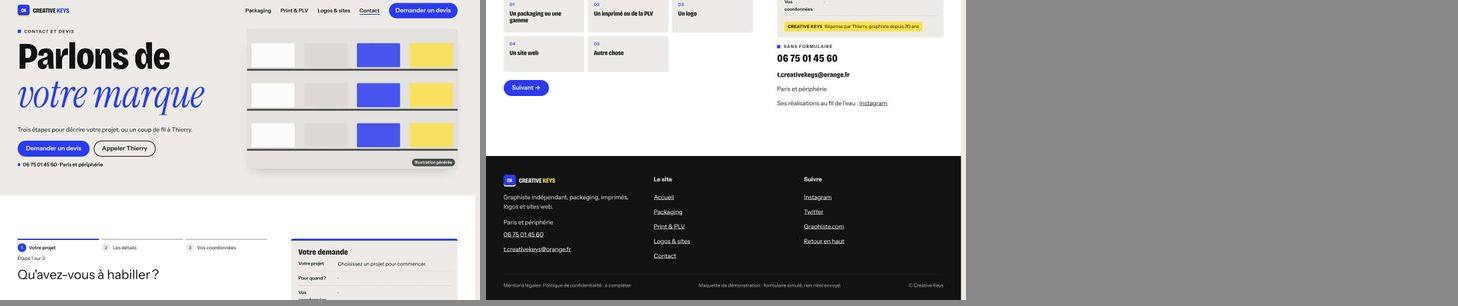 CK CREATIVE KEYS
Packaging
Print & PLV
Logos & sites
Contact
Demander un devis
CONTACT ET DEVIS
Parlons de
votre marque
Trois étapes pour décrire votre projet, ou un coup de fil à Thierry.
Demander un devis
Appeler Thierry
06 75 01 45 60 · Paris et périphérie
Illustration générée
1 Votre projet
2 Les détails
3 Vos coordonnées
Étape 1 sur 3
Qu'avez-vous à habiller ?
Votre demande
Votre projet
Choisissez un projet pour commencer.
Pour quand ?
-
Vos
coordonnées
01
Un packaging ou une
gamme
02
Un imprimé ou de la PLV
03
Un logo
04
Un site web
05
Autre chose
Suivant →
Vos
coordonnées
-
CREATIVE KEYS Réponse par Thierry, graphiste depuis 30 ans
SANS FORMULAIRE
06 75 01 45 60
t.creativekeys@orange.fr
Paris et périphérie
Ses réalisations au fil de l'eau : Instagram
CK CREATIVE KEYS
Graphiste indépendant, packaging, imprimés,
logos et sites web.
Paris et périphérie
06 75 01 45 60
t.creativekeys@orange.fr
Le site
Accueil
Packaging
Print & PLV
Logos & sites
Contact
Suivre
Instagram
Twitter
Graphiste.com
Retour en haut
Mentions légales · Politique de confidentialité · à compléter
Maquette de démonstration : formulaire simulé, rien n'est envoyé
© Creative Keys